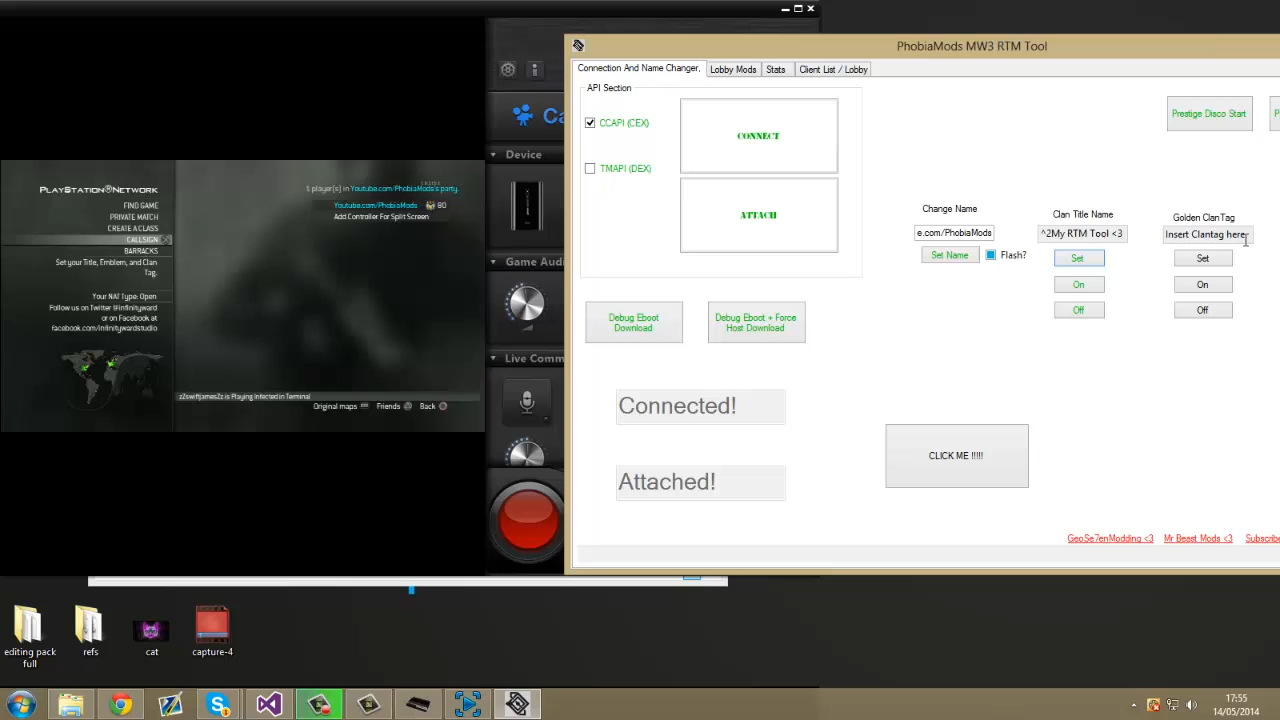 PlayStation®Network
FIND GAME
PRIVATE MATCH
CREATE A CLASS
CALLSIGN
BARRACKS
Set your Title, Emblem, and Clan
Tag.
Your NAT Type: Open
Follow us on Twitter @infinityward
or on Facebook at
facebook.com/infinitywardstudio
1 player(s) in Youtube.com/PhobiaMods's party.
Youtube.com/PhobiaMods 80
Add Controller For Split Screen
zZswiftjamesZz is Playing Infected in Terminal
Original maps Friends Back
Ca
Device
Game Aud
Live Comm
PhobiaMods MW3 RTM Tool
Connection And Name Changer, Lobby Mods Stats Client List / Lobby
API Section
CCAPI (CEX)
TMAPI (DEX)
CONNECT
ATTACH
Prestige Disco Start
P
Change Name
e.com/PhobiaMods
Set Name
Flash?
Clan Title Name
^2My RTM Tool <3
Set
On
Off
Golden ClanTag
Insert Clantag here,
Set
On
Off
Debug Eboot
Download
Debug Eboot + Force
Host Download
Connected!
Attached!
CLICK ME !!!!!
GeoSe7enModding <3 Mr Beast Mods <3 Subscribe
editing pack
full
refs
cat
capture-4
17:55
14/05/2014